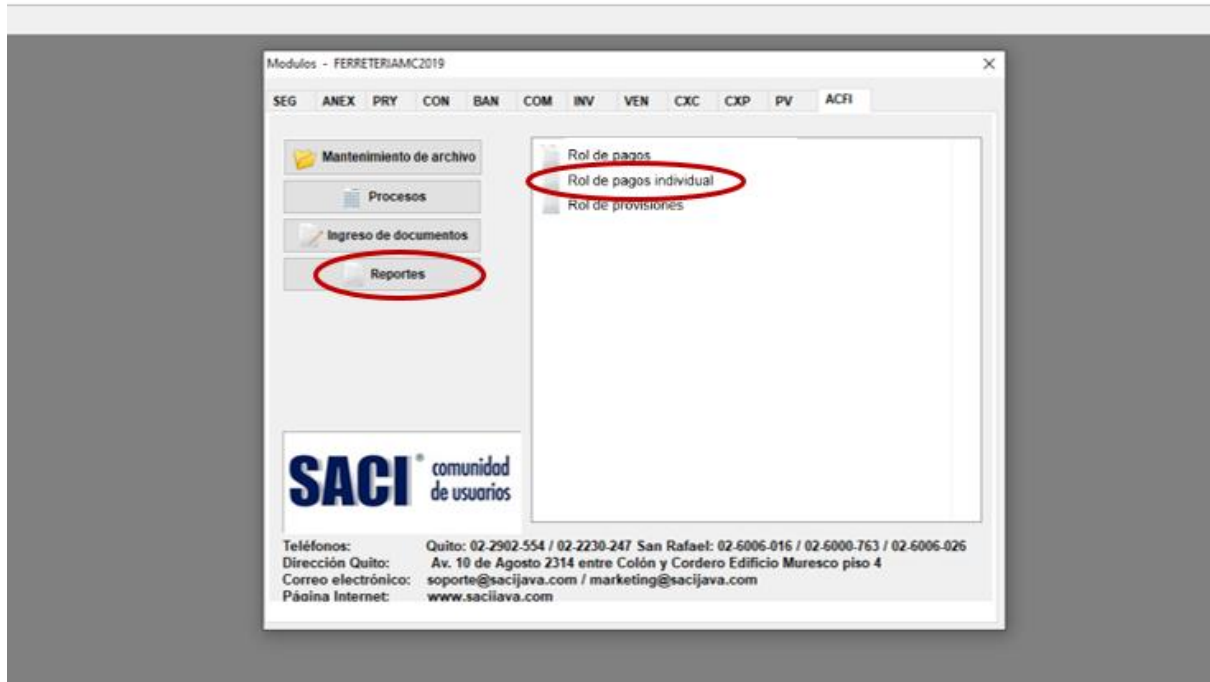 Modulos - FERRETERIAMC2019
SEG ANEX PRY CON BAN COM INV VEN CXC CXP PV ACFI
Mantenimiento de archivo
Procesos
Ingreso de documentos
Reportes
Rol de pagos
Rol de pagos individual
Rol de provisiones
SACI® comunidad
de usuarios
Teléfonos: Quito: 02-2902-554 / 02-2230-247 San Rafael: 02-6006-016 / 02-6000-763 / 02-6006-026
Dirección Quito: Av. 10 de Agosto 2314 entre Colón y Cordero Edificio Muresco piso 4
Correo electrónico: soporte@sacijava.com / marketing@sacijava.com
Página Internet: www.sacijava.com